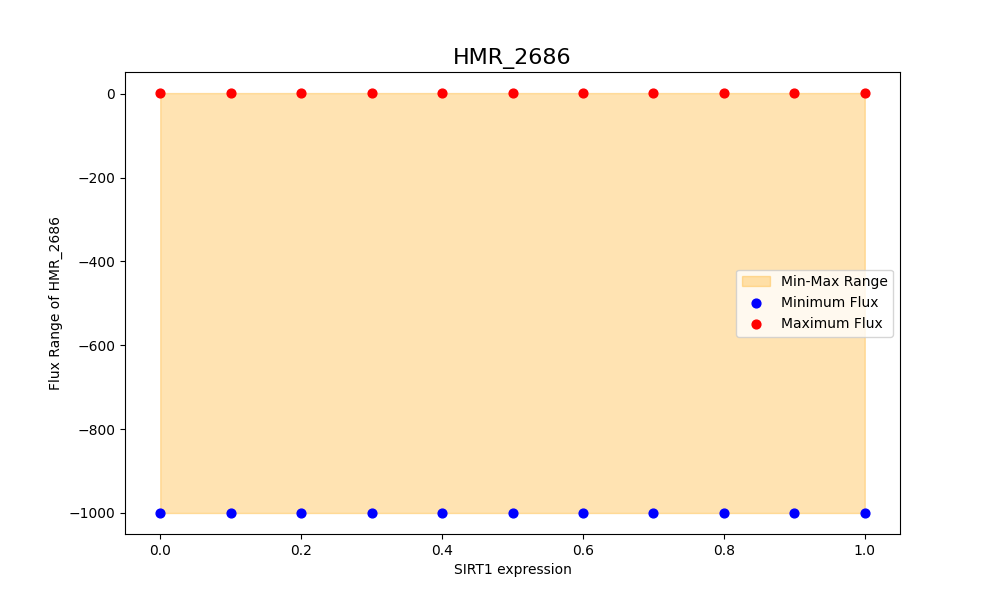 HMR_2686
Flux Range of HMR_2686
0
−200
−400
−600
−800
−1000
Min-Max Range
Minimum Flux
Maximum Flux
0.0 0.2 0.4 0.6 0.8 1.0
SIRT1 expression